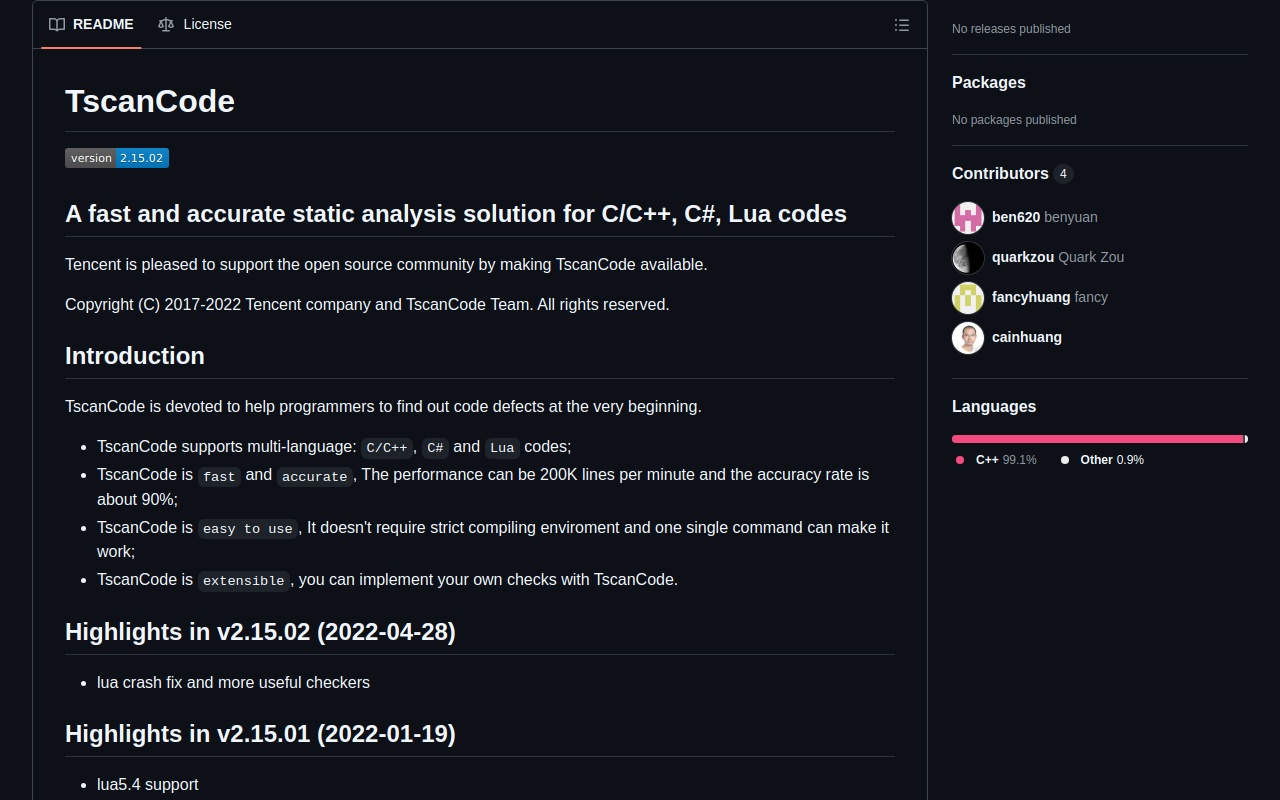 README License
TscanCode
version 2.15.02
A fast and accurate static analysis solution for C/C++, C#, Lua codes
Tencent is pleased to support the open source community by making TscanCode available.
Copyright (C) 2017-2022 Tencent company and TscanCode Team. All rights reserved.
Introduction
TscanCode is devoted to help programmers to find out code defects at the very beginning.
TscanCode supports multi-language: C/C++, C# and Lua codes;
TscanCode is fast and accurate, The performance can be 200K lines per minute and the accuracy rate is
about 90%;
TscanCode is easy to use, It doesn't require strict compiling enviroment and one single command can make it
work;
TscanCode is extensible, you can implement your own checks with TscanCode.
Highlights in v2.15.02 (2022-04-28)
lua crash fix and more useful checkers
Highlights in v2.15.01 (2022-01-19)
lua5.4 support
No releases published
Packages
No packages published
Contributors 4
ben620 benyuan
quarkzou Quark Zou
fancyhuang fancy
cainhuang
Languages
C++ 99.1% Other 0.9%